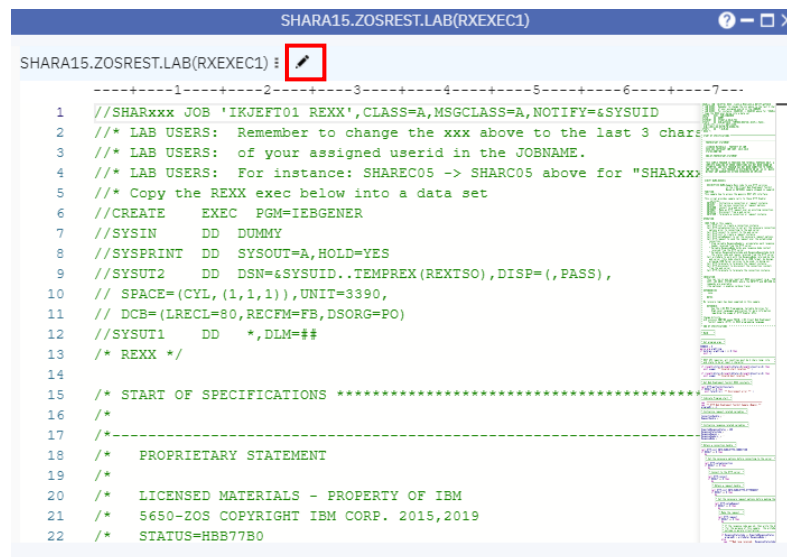 SHARA15.ZOSREST.LAB(RXEXEC1)
SHARA15.ZOSREST.LAB(RXEXEC1)
----+----1----+----2----+----3----+----4----+----5----+----6----+----7--
1 //SHARxxx JOB 'IKJEFT01 REXX',CLASS=A,MSGCLASS=A,NOTIFY=&SYSUID
2 //* LAB USERS:  Remember to change the xxx above to the last 3 chars
3 //* LAB USERS:  of your assigned userid in the JOBNAME.
4 //* LAB USERS:  For instance: SHAREC05 -> SHARC05 above for "SHARxxx
5 //* Copy the REXX exec below into a data set
6 //CREATE    EXEC  PGM=IEBGENER
7 //SYSIN     DD  DUMMY
8 //SYSPRINT  DD  SYSOUT=A,HOLD=YES
9 //SYSUT2    DD  DSN=&SYSUID..TEMPREX(REXTSO),DISP=(,PASS),
10 // SPACE=(CYL,(1,1,1)),UNIT=3390,
11 // DCB=(LRECL=80,RECFM=FB,DSORG=PO)
12 //SYSUT1    DD  *,DLM=##
13 /* REXX */
14
15 /* START OF SPECIFICATIONS *******************************************
16 /*
17 /*-------------------------------------------------------------------
18 /*   PROPRIETARY STATEMENT
19 /*
20 /*   LICENSED MATERIALS - PROPERTY OF IBM
21 /*   5650-ZOS COPYRIGHT IBM CORP. 2015,2019
22 /*   STATUS=HBB77B0